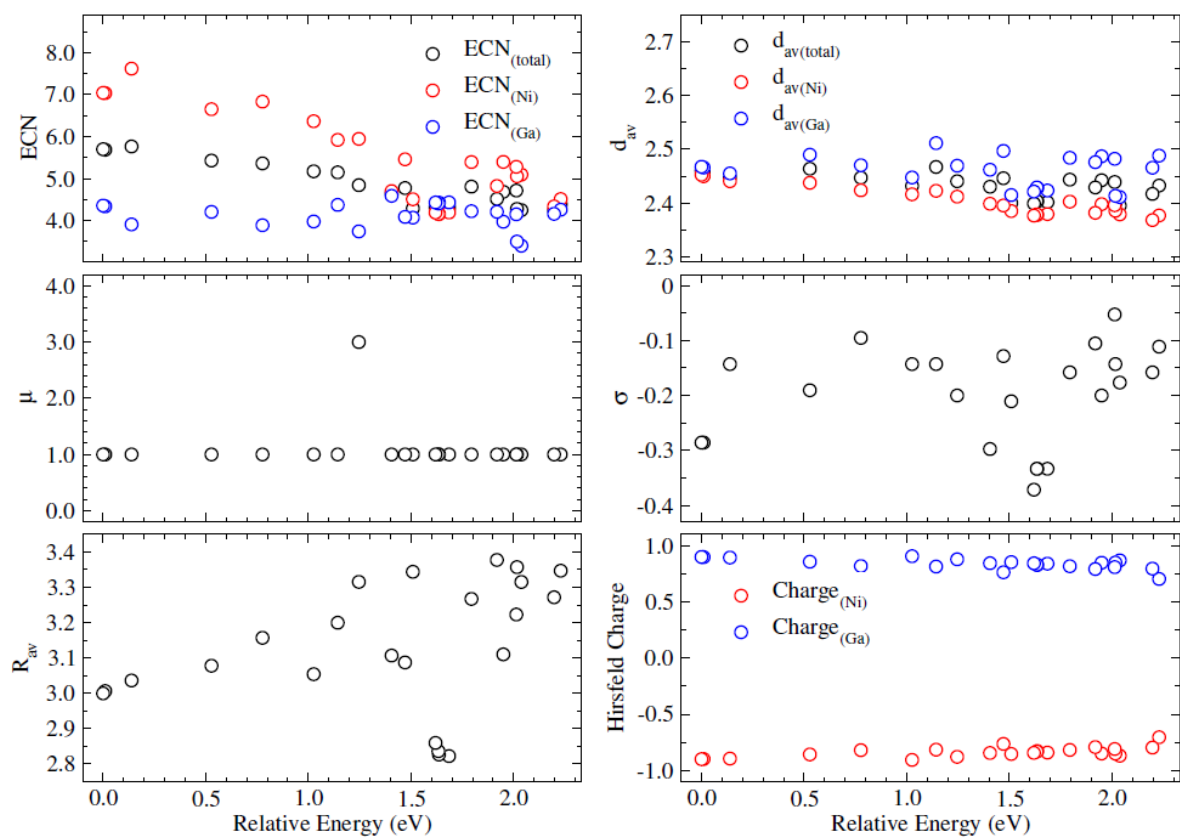 8.0
7.0
6.0
5.0
4.0
ECN
ECN(total)
ECN(Ni)
ECN(Ga)
2.7
2.6
2.5
2.4
2.3
dav
dav(total)
dav(Ni)
dav(Ga)
4.0
3.0
2.0
1.0
0.0
μ
0
-0.1
-0.2
-0.3
-0.4
σ
3.4
3.3
3.2
3.1
3.0
2.9
2.8
Rav
0.0 0.5 1.0 1.5 2.0
Relative Energy (eV)
1.0
0.5
0.0
-0.5
-1.0
Hirsfeld Charge
Charge(Ni)
Charge(Ga)
0.0 0.5 1.0 1.5 2.0
Relative Energy (eV)